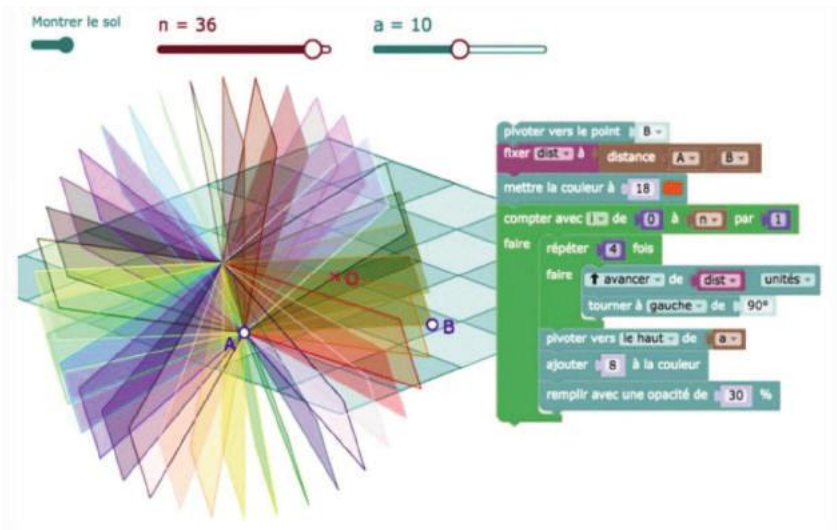 Montrer le sol
n = 36
a = 10
pivoter vers le point B
fixer dist à distance A B
mettre la couleur à 18
compter avec i de 0 à n par 1
faire répéter 4 fois
faire avancer de dist unités
tourner à gauche de 90°
pivoter vers le haut de a
ajouter 8 à la couleur
remplir avec une opacité de 30 %
O
A
B